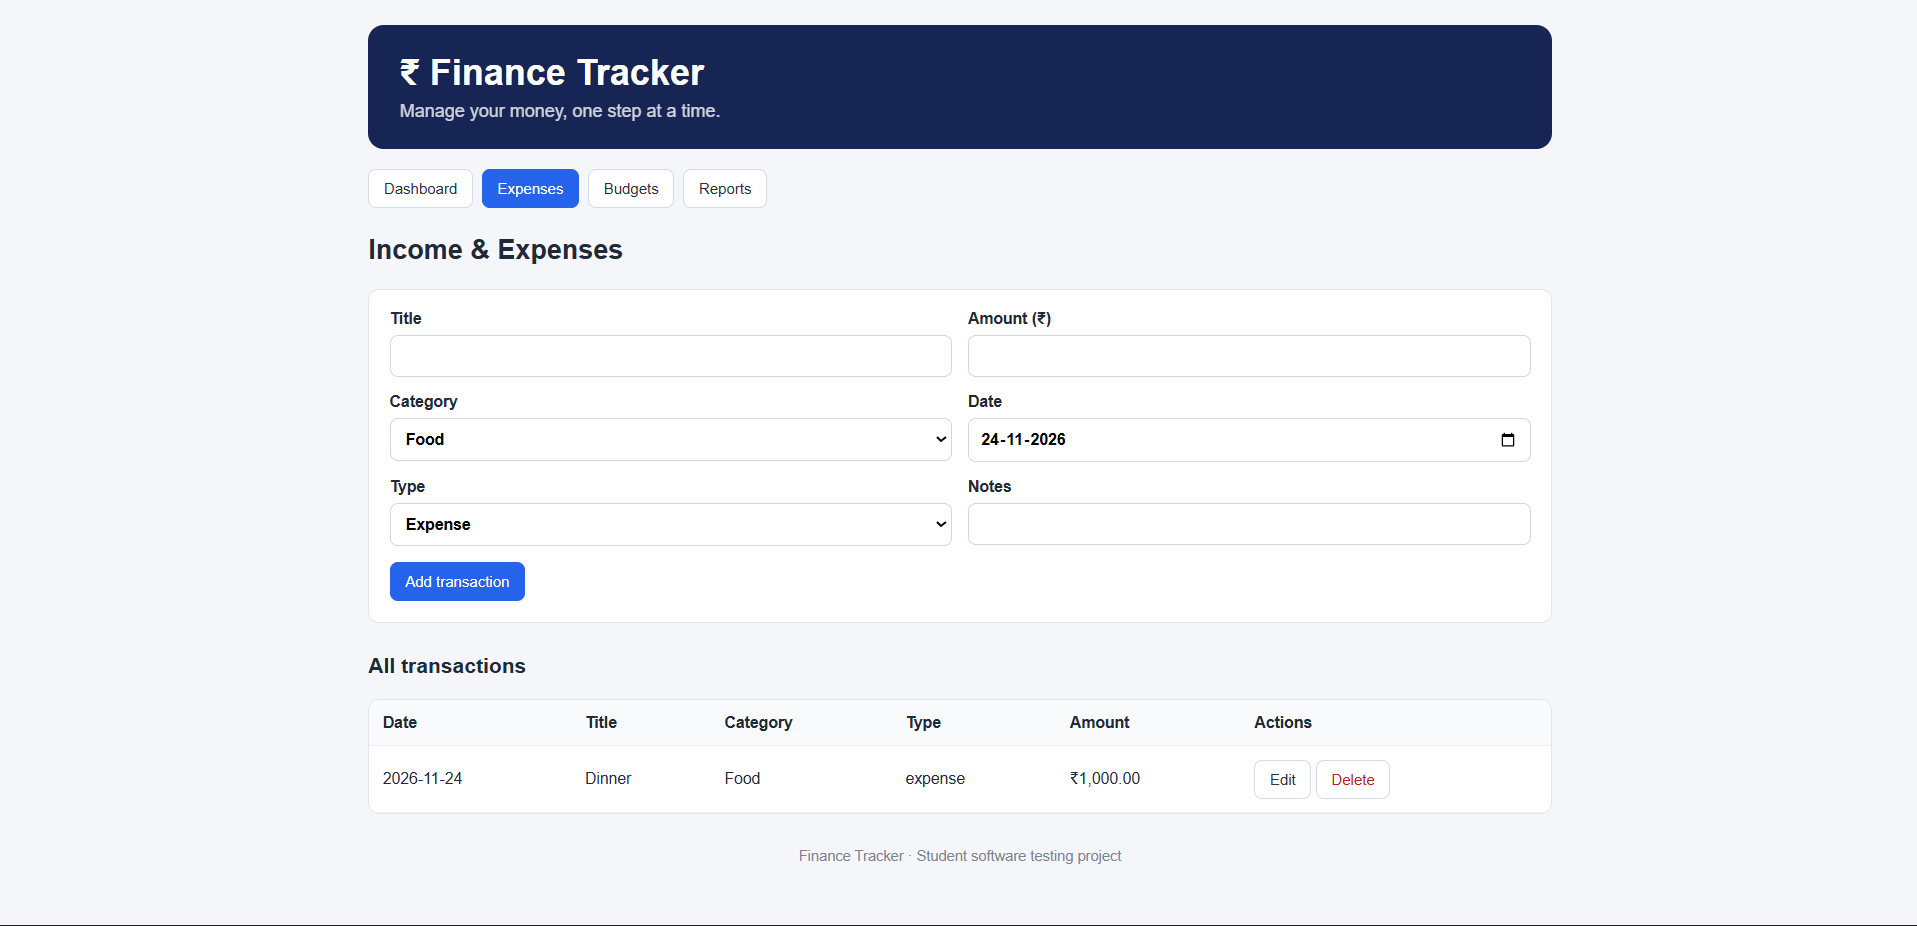 ₹ Finance Tracker
Manage your money, one step at a time.
Dashboard Expenses Budgets Reports
Income & Expenses
Title Amount (₹)
Category Date
Food 24-11-2026
Type Notes
Expense
Add transaction
All transactions
Date Title Category Type Amount Actions
2026-11-24 Dinner Food expense ₹1,000.00 Edit Delete
Finance Tracker · Student software testing project